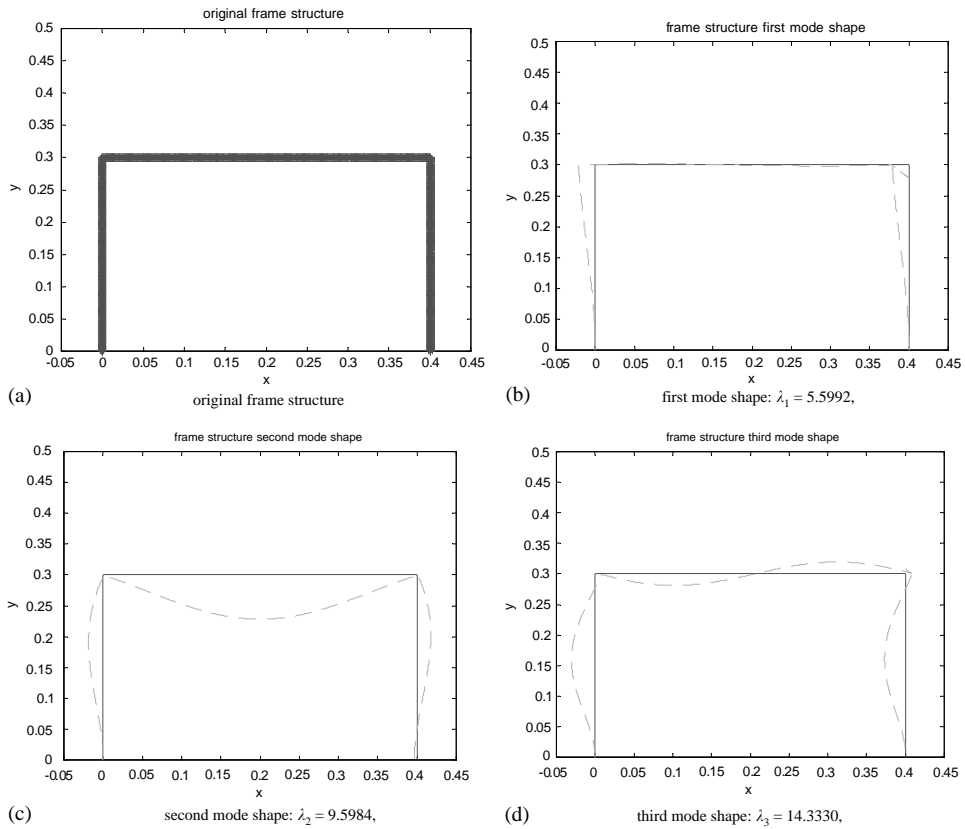 original frame structure
0.5
0.45
0.4
0.35
0.3
0.25
0.2
0.15
0.1
0.05
0
y
-0.05 0 0.05 0.1 0.15 0.2 0.25 0.3 0.35 0.4 0.45
x
(a) original frame structure
frame structure first mode shape
0.5
0.45
0.4
0.35
0.3
0.25
0.2
0.15
0.1
0.05
0
y
-0.05 0 0.05 0.1 0.15 0.2 0.25 0.3 0.35 0.4 0.45
x
(b) first mode shape: λ1 = 5.5992,
frame structure second mode shape
0.5
0.45
0.4
0.35
0.3
0.25
0.2
0.15
0.1
0.05
0
y
-0.05 0 0.05 0.1 0.15 0.2 0.25 0.3 0.35 0.4 0.45
x
(c) second mode shape: λ2 = 9.5984,
frame structure third mode shape
0.5
0.45
0.4
0.35
0.3
0.25
0.2
0.15
0.1
0.05
0
y
-0.05 0 0.05 0.1 0.15 0.2 0.25 0.3 0.35 0.4 0.45
x
(d) third mode shape: λ3 = 14.3330,